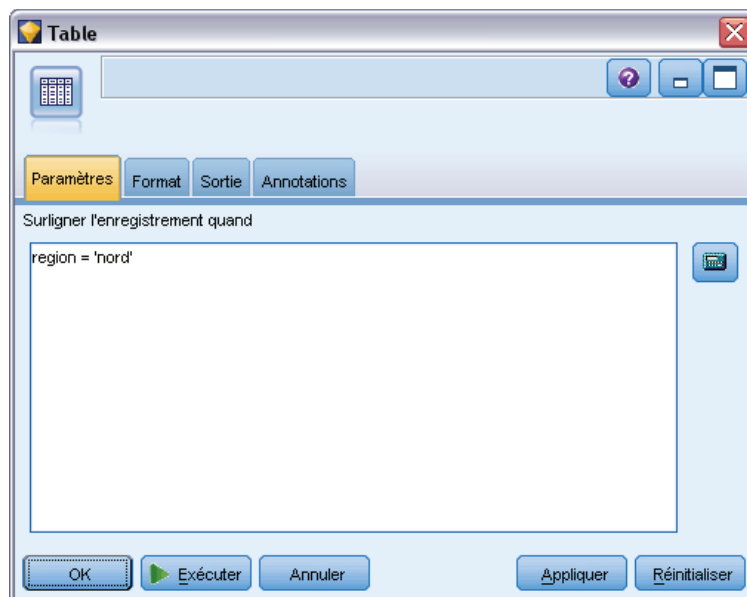 Table
?
Paramètres Format Sortie Annotations
Surligner l'enregistrement quand
region = 'nord'
OK Exécuter Annuler Appliquer Réinitialiser